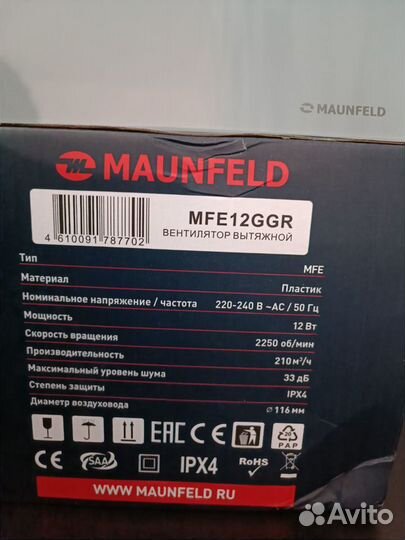 MAUNFELD
MAUNFELD
MFE12GGR
ВЕНТИЛЯТОР ВЫТЯЖНОЙ
4 610091 787702
Тип MFE
Материал Пластик
Номинальное напряжение / частота 220-240 В ~AC / 50 Гц
Мощность 12 Вт
Скорость вращения 2250 об/мин
Производительность 210 м³/ч
Максимальный уровень шума 33 дБ
Степень защиты IPX4
Диаметр воздуховода ⌀ 116 мм
EAC CE 20 PAP
CE SAA IPX4 RoHS
WWW.MAUNFELD.RU
Avito